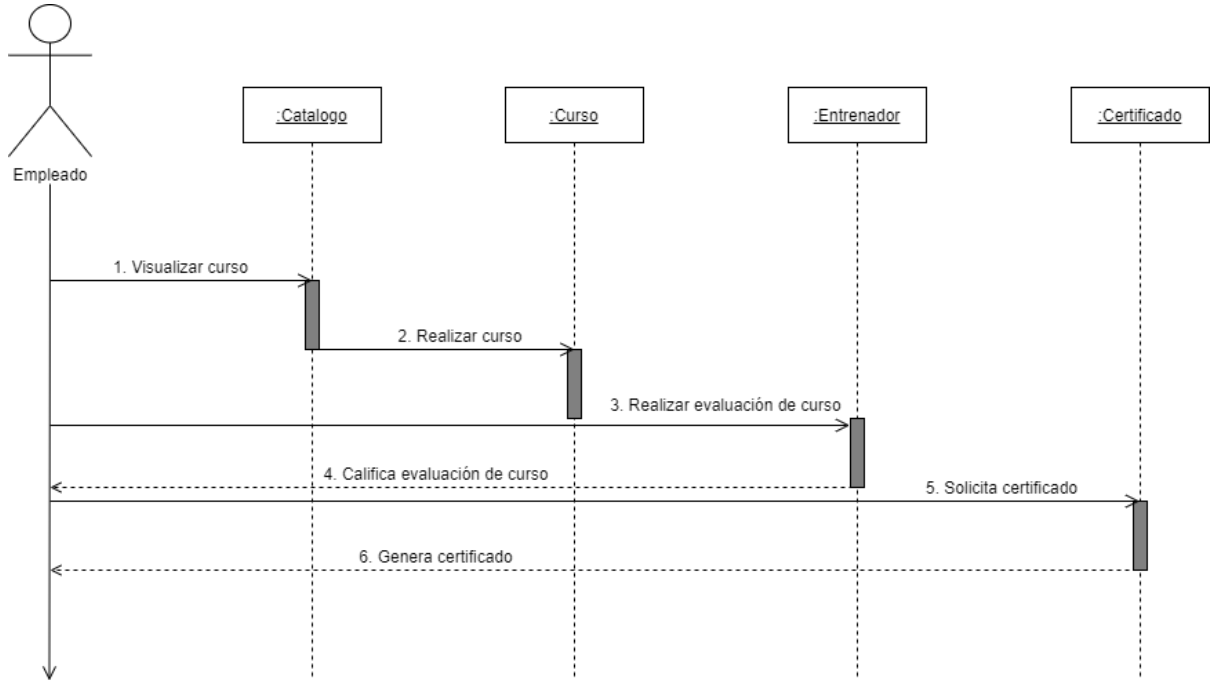 :Catalogo
:Curso
:Entrenador
:Certificado
Empleado
1. Visualizar curso
2. Realizar curso
3. Realizar evaluación de curso
4. Califica evaluación de curso
5. Solicita certificado
6. Genera certificado